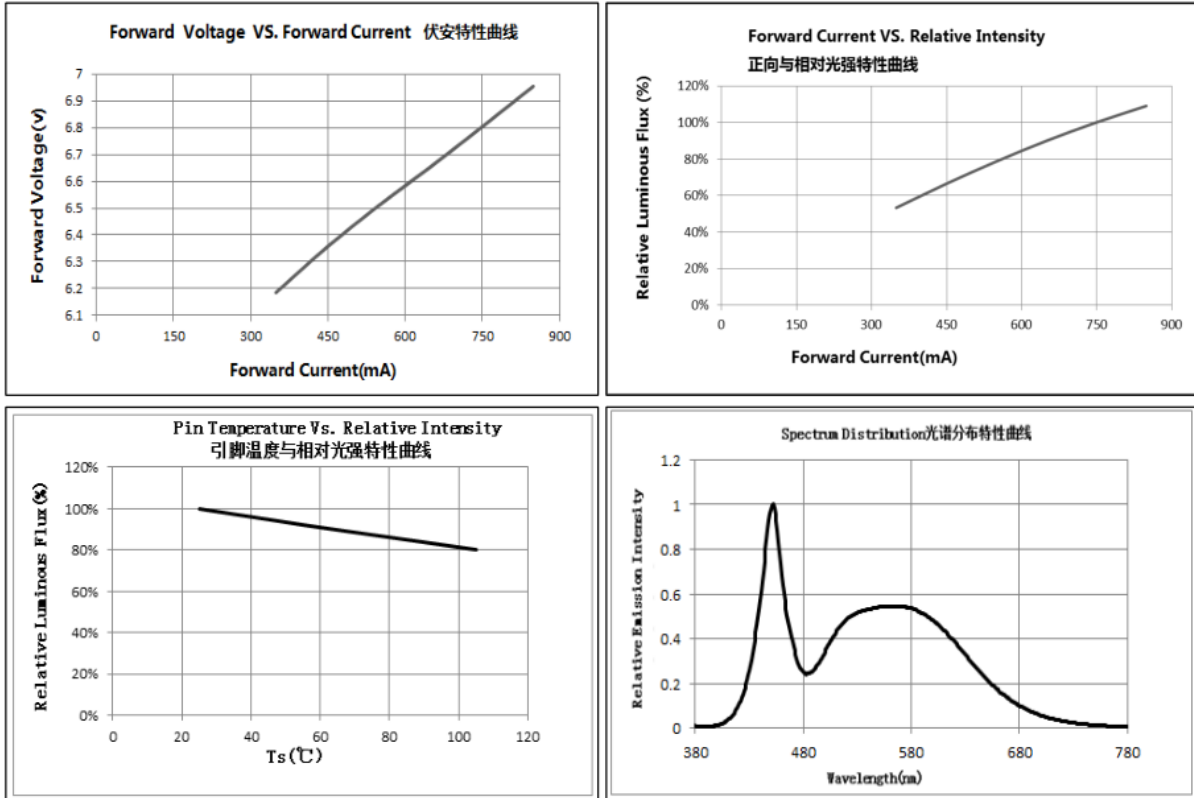 Forward Voltage VS. Forward Current 伏安特性曲线
Forward Voltage(v)
7
6.9
6.8
6.7
6.6
6.5
6.4
6.3
6.2
6.1
0 150 300 450 600 750 900
Forward Current(mA)
Forward Current VS. Relative Intensity
正向与相对光强特性曲线
Relative Luminous Flux (%)
120%
100%
80%
60%
40%
20%
0%
0 150 300 450 600 750 900
Forward Current(mA)
Pin Temperature Vs. Relative Intensity
引脚温度与相对光强特性曲线
Relative Luminous Flux(%)
120%
100%
80%
60%
40%
20%
0%
0 20 40 60 80 100 120
Ts(℃)
Spectrum Distribution光谱分布特性曲线
Relative Emission Intensity
1.2
1
0.8
0.6
0.4
0.2
0
380 480 580 680 780
Wavelength(nm)